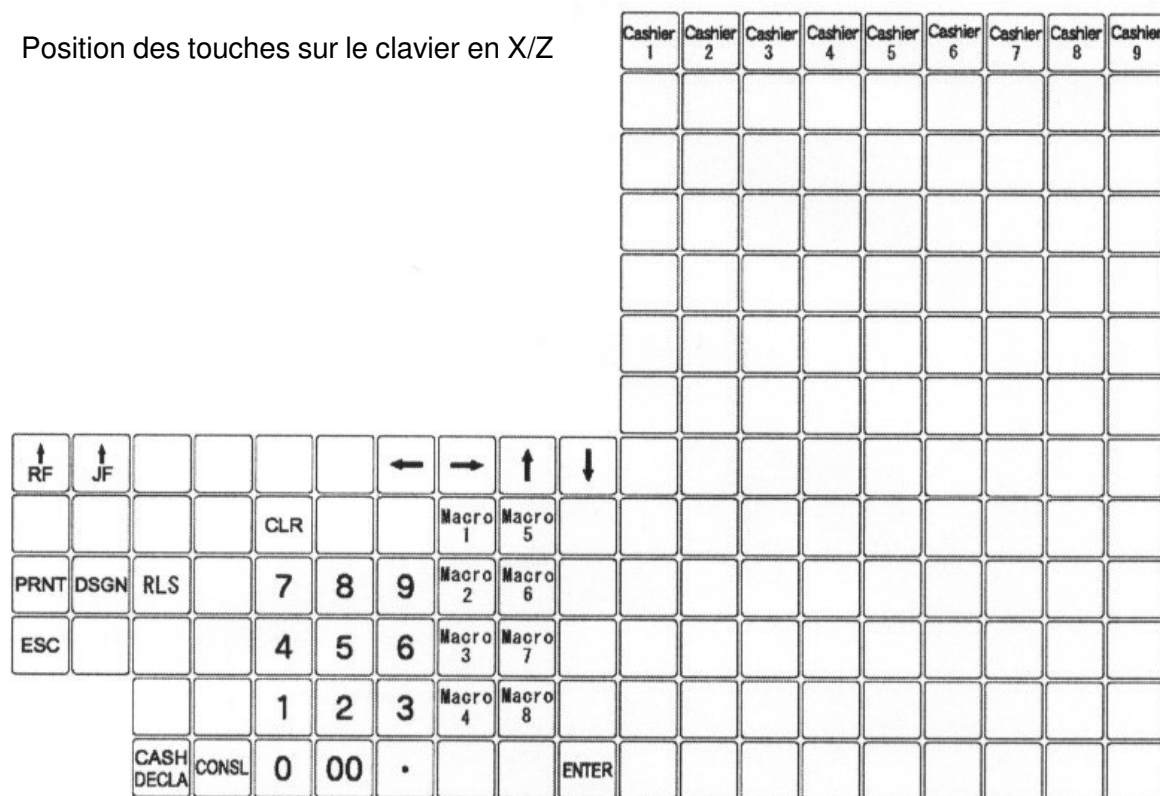 Position des touches sur le clavier en X/Z
Cashier 1 Cashier 2 Cashier 3 Cashier 4 Cashier 5 Cashier 6 Cashier 7 Cashier 8 Cashier 9
↑ RF ↑ JF ← → ↑ ↓
CLR Macro 1 Macro 5
PRNT DSGN RLS 7 8 9 Macro 2 Macro 6
ESC 4 5 6 Macro 3 Macro 7
1 2 3 Macro 4 Macro 8
CASH DECLA CONSL 0 00 . ENTER